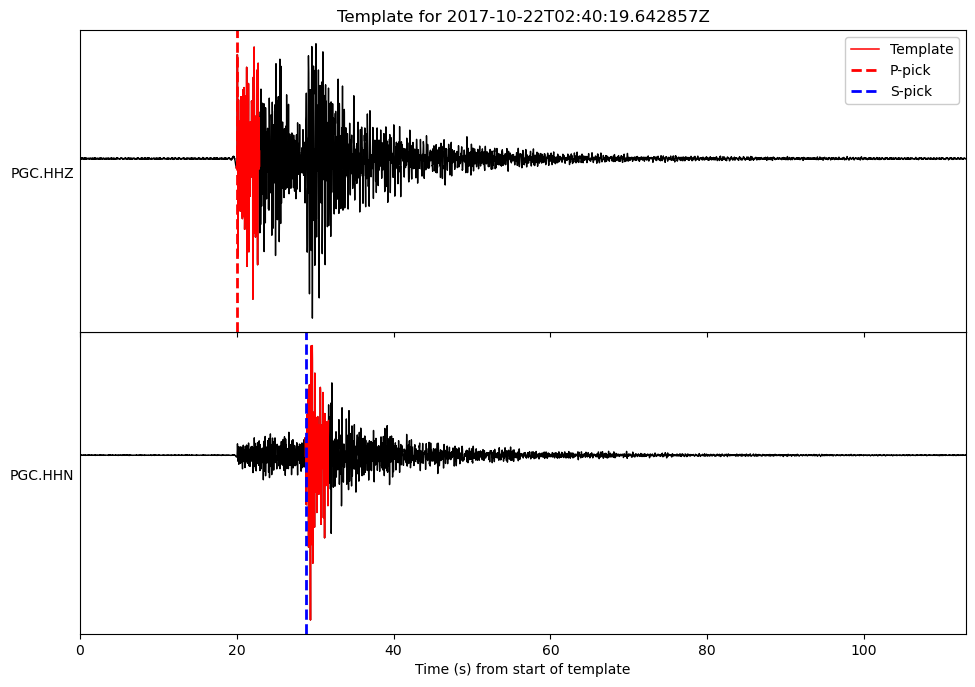 Template for 2017-10-22T02:40:19.642857Z
Template
P-pick
S-pick
PGC.HHZ
PGC.HHN
0 20 40 60 80 100
Time (s) from start of template